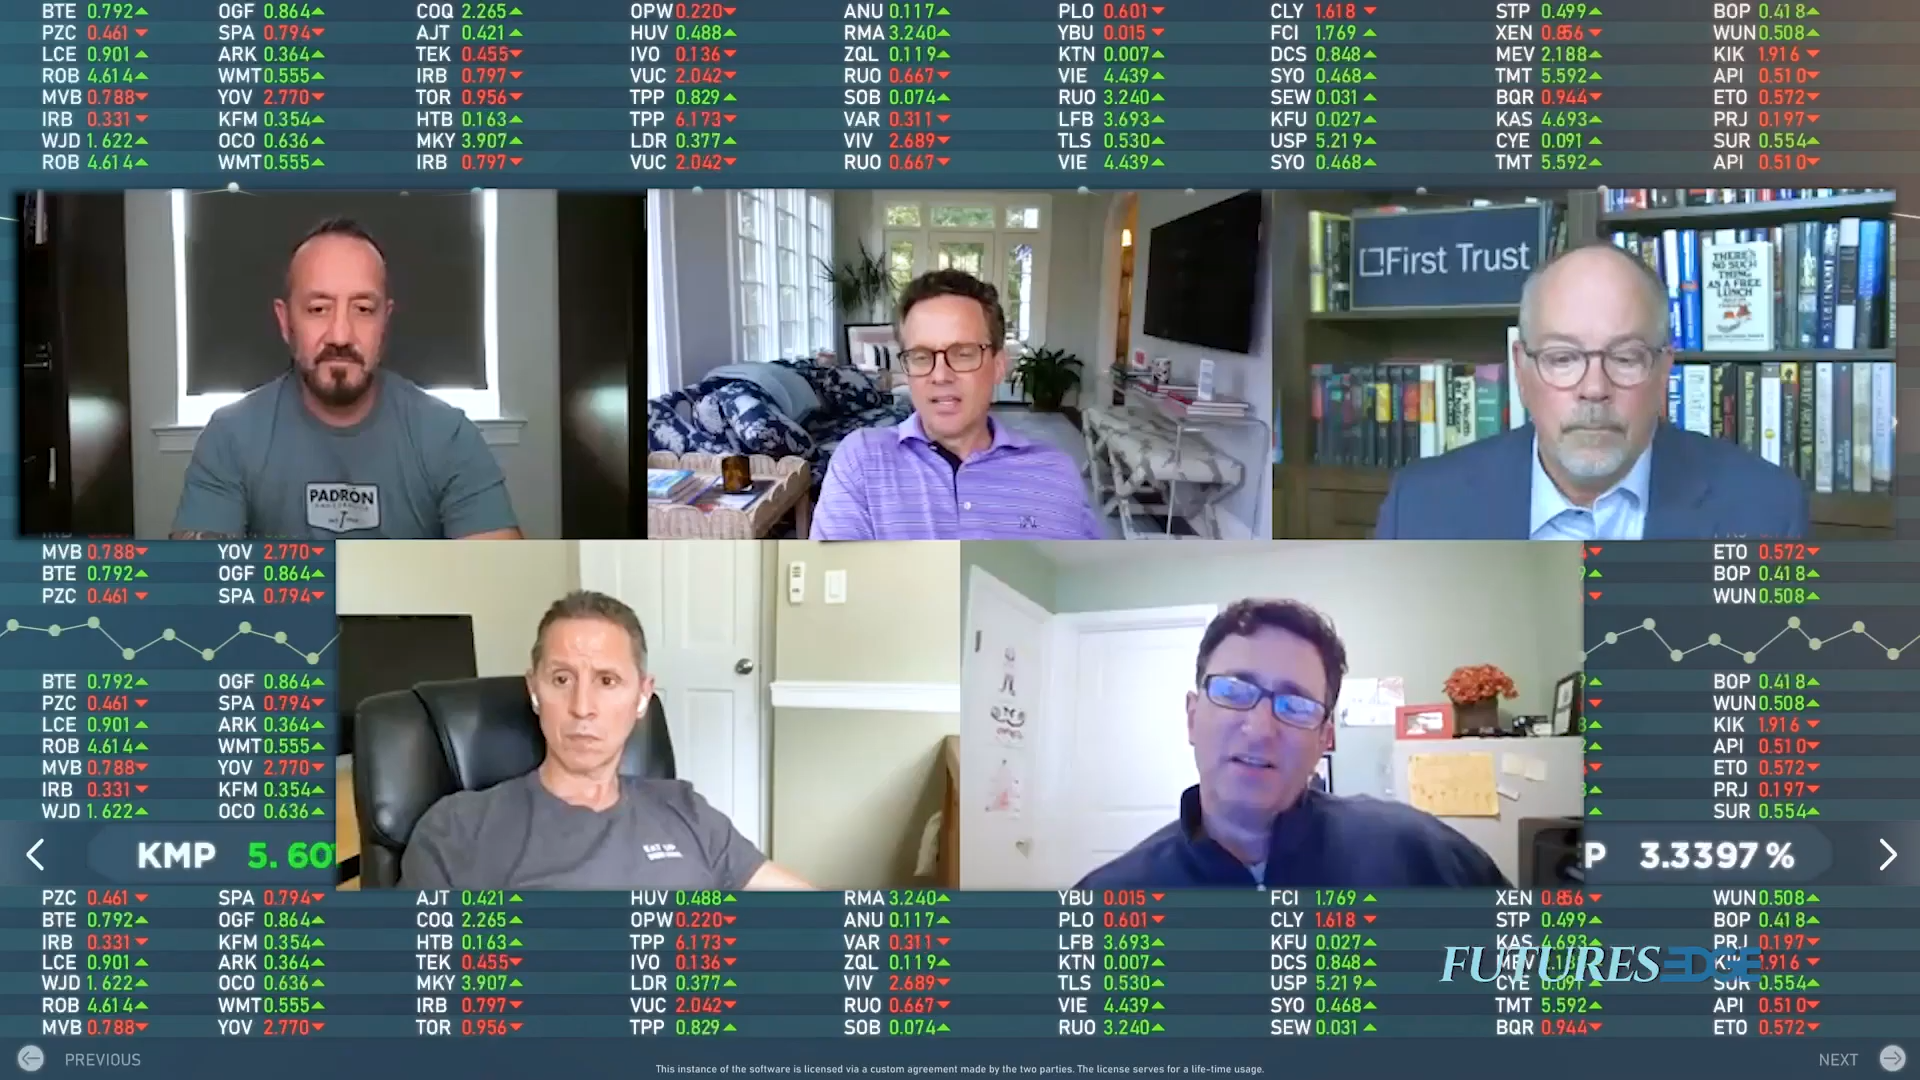 BTE 0.792 OGF 0.864 COQ 2.265 OPW 0.220 ANU 0.117 PLO 0.601 CLY 1.618 STP 0.499 BOP 0.418
PZC 0.461 SPA 0.794 AJT 0.421 HUV 0.488 RMA 3.240 YBU 0.015 FCI 1.769 XEN 0.856 WUN 0.508
LCE 0.901 ARK 0.364 TEK 0.455 IVO 0.136 ZQL 0.119 KTN 0.007 DCS 0.848 MEV 2.188 KIK 1.916
ROB 4.614 WMT 0.555 IRB 0.797 VUC 2.042 RUO 0.667 VIE 4.439 SYO 0.468 TMT 5.592 API 0.510
MVB 0.788 YOV 2.770 TOR 0.956 TPP 0.829 SOB 0.074 RUO 3.240 SEW 0.031 BQR 0.944 ETO 0.572
IRB 0.331 KFM 0.354 HTB 0.163 TPP 6.173 VAR 0.311 LFB 3.693 KFU 0.027 KAS 4.693 PRJ 0.197
WJD 1.622 OCO 0.636 MKY 3.907 LDR 0.377 VIV 2.689 TLS 0.530 USP 5.219 CYE 0.091 SUR 0.554
ROB 4.614 WMT 0.555 IRB 0.797 VUC 2.042 RUO 0.667 VIE 4.439 SYO 0.468 TMT 5.592 API 0.510
First Trust
THERE'S
NO SUCH
THING
AS A FREE
LUNCH
PADRÓN
MVB 0.788 YOV 2.770 ETO 0.572
BTE 0.792 OGF 0.864 BOP 0.418
PZC 0.461 SPA 0.794 WUN 0.508
BTE 0.792 OGF 0.864 BOP 0.418
PZC 0.461 SPA 0.794 WUN 0.508
LCE 0.901 ARK 0.364 KIK 1.916
ROB 4.614 WMT 0.555 API 0.510
MVB 0.788 YOV 2.770 ETO 0.572
IRB 0.331 KFM 0.354 PRJ 0.197
WJD 1.622 OCO 0.636 SUR 0.554
KMP 5.60 P 3.3397 %
PZC 0.461 SPA 0.794 AJT 0.421 HUV 0.488 RMA 3.240 YBU 0.015 FCI 1.769 XEN 0.856 WUN 0.508
BTE 0.792 OGF 0.864 COQ 2.265 OPW 0.220 ANU 0.117 PLO 0.601 CLY 1.618 STP 0.499 BOP 0.418
IRB 0.331 KFM 0.354 HTB 0.163 TPP 6.173 VAR 0.311 LFB 3.693 KFU 0.027 KAS 4.693 PRJ 0.197
LCE 0.901 ARK 0.364 TEK 0.455 IVO 0.136 ZQL 0.119 KTN 0.007 DCS 0.848
FUTURES EDGE
WJD 1.622 OCO 0.636 MKY 3.907 LDR 0.377 VIV 2.689 TLS 0.530 USP 5.219 CYE 0.091 SUR 0.554
ROB 4.614 WMT 0.555 IRB 0.797 VUC 2.042 RUO 0.667 VIE 4.439 SYO 0.468 TMT 5.592 API 0.510
MVB 0.788 YOV 2.770 TOR 0.956 TPP 0.829 SOB 0.074 RUO 3.240 SEW 0.031 BQR 0.944 ETO 0.572
PREVIOUS NEXT
This instance of the software is licensed via a custom agreement made by the two parties. The license serves for a life-time usage.